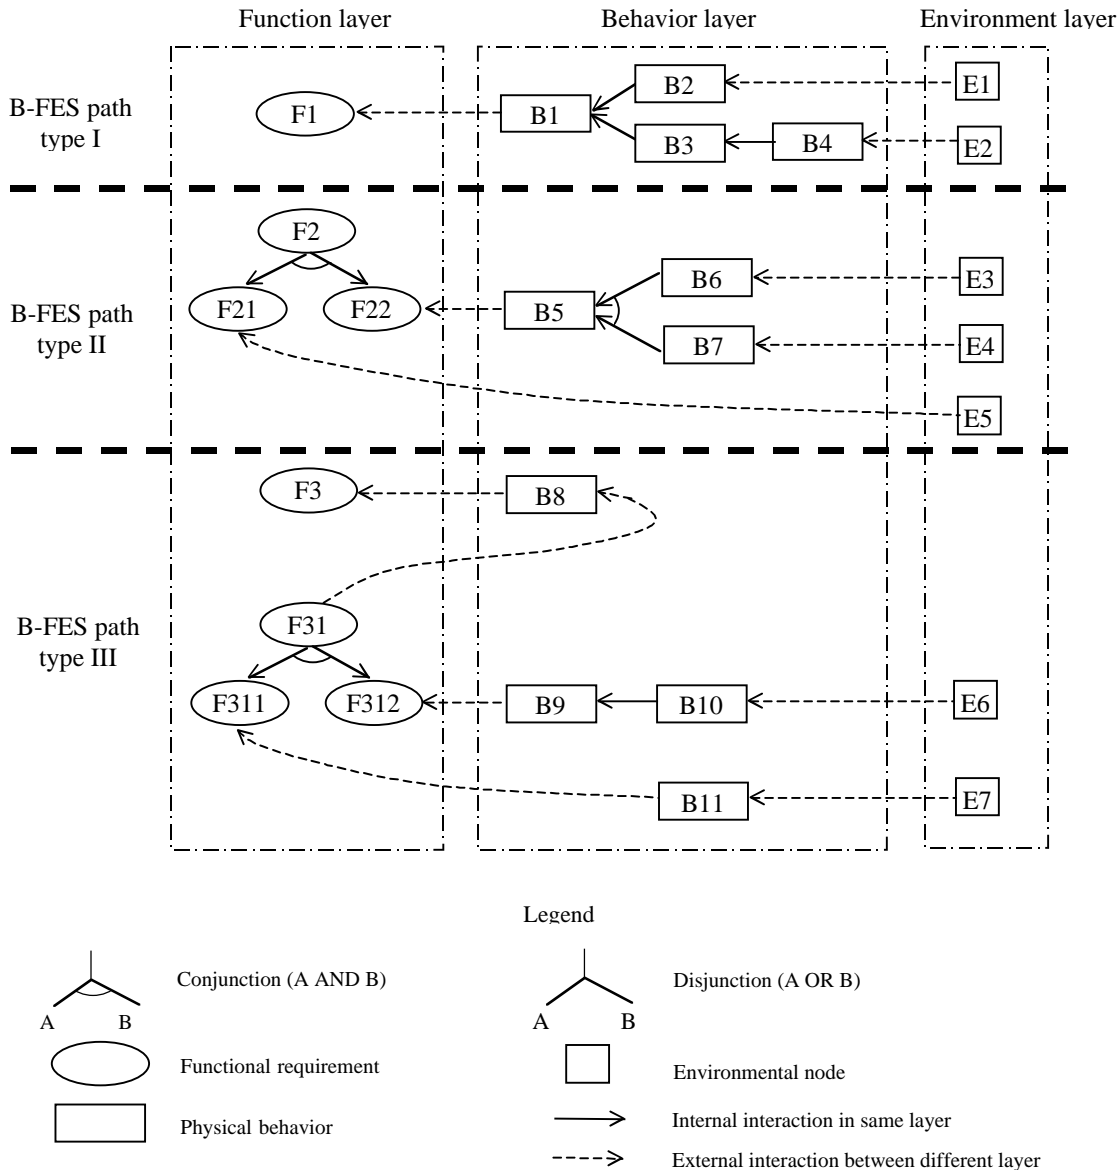 Function layer Behavior layer Environment layer
B-FES path
type I
F1 B1 B2 B3 B4 E1 E2
B-FES path
type II
F2
F21 F22 B5 B6 B7 E3 E4 E5
B-FES path
type III
F3 B8
F31
F311 F312 B9 B10 E6
B11 E7
Legend
Conjunction (A AND B) Disjunction (A OR B)
A B A B
Functional requirement Environmental node
Physical behavior Internal interaction in same layer
External interaction between different layer